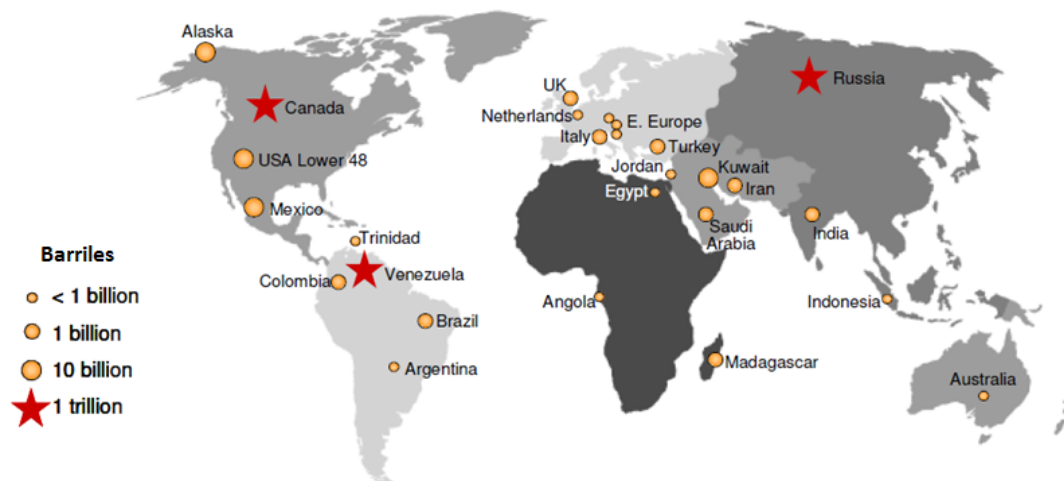 Alaska
Canada
USA Lower 48
Mexico
Trinidad
Venezuela
Colombia
Brazil
Argentina
UK
Netherlands
E. Europe
Italy
Turkey
Jordan
Kuwait
Iran
Egypt
Saudi
Arabia
Russia
India
Angola
Indonesia
Madagascar
Australia
Barriles
< 1 billion
1 billion
10 billion
1 trillion